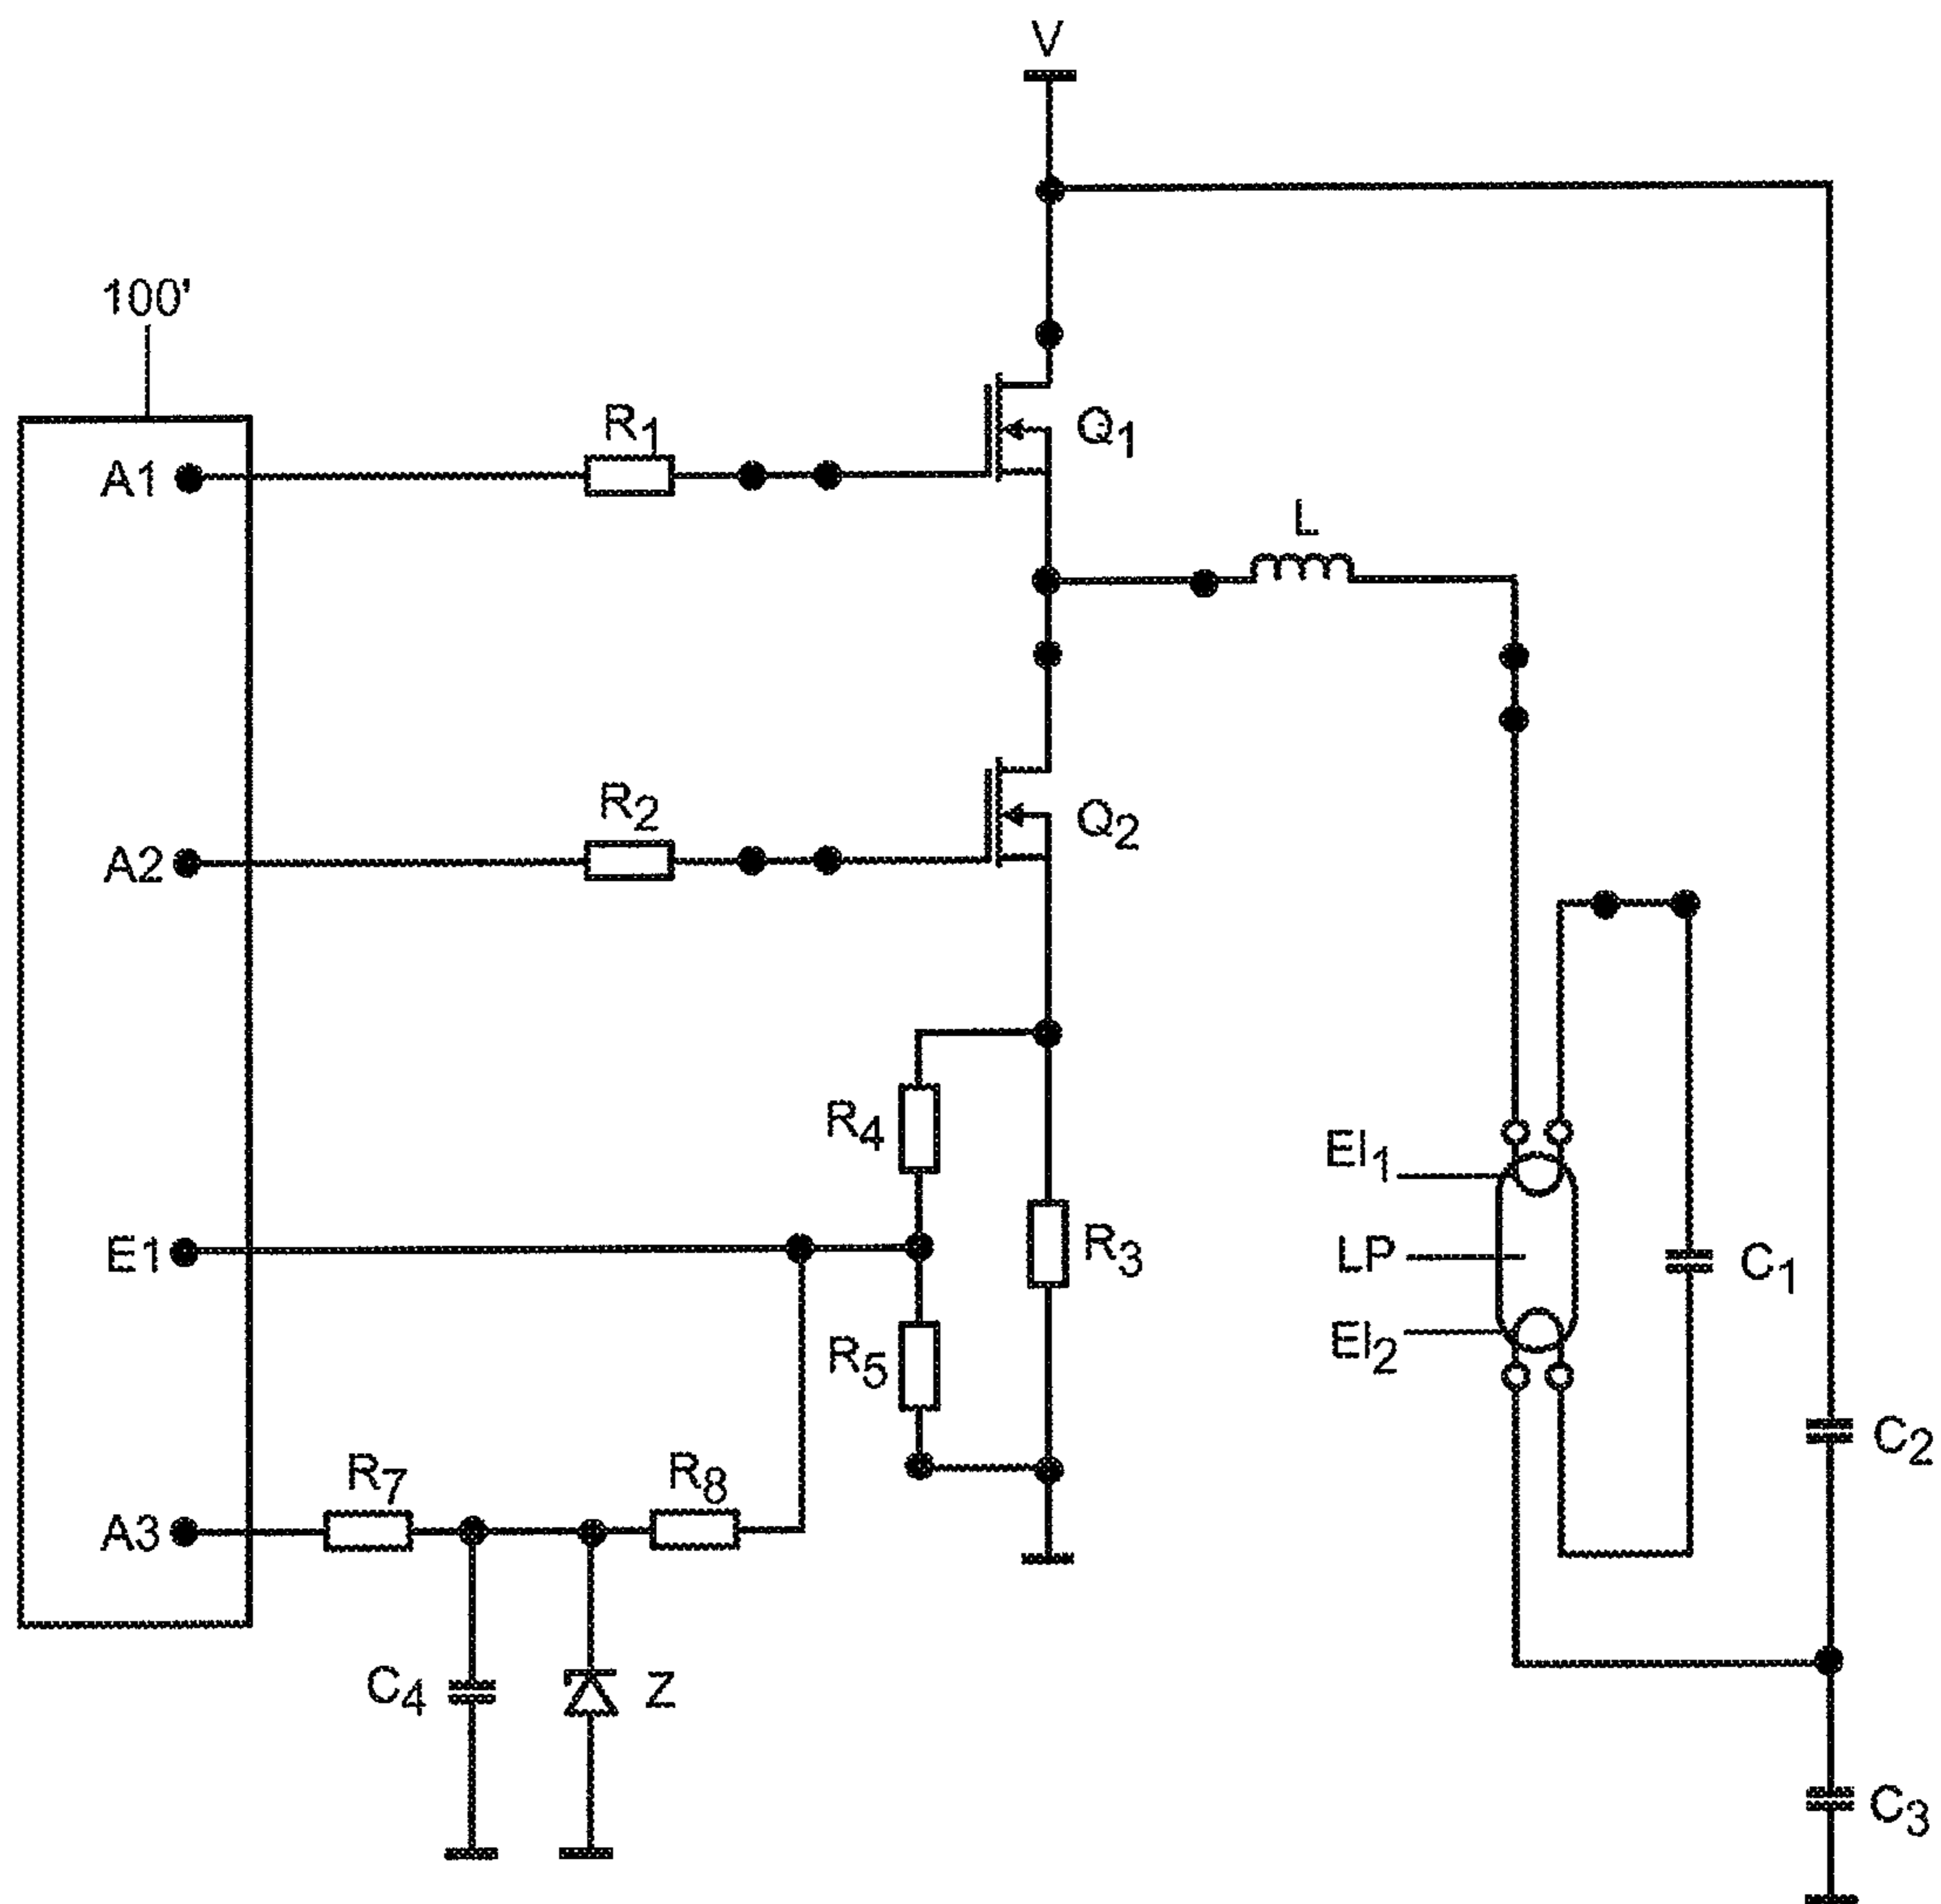 V
100'
R1
A1
Q1
L
R2
A2
Q2
R4
El1
E1
R3
LP
C1
R5
El2
C2
R7
R8
A3
C4
Z
C3